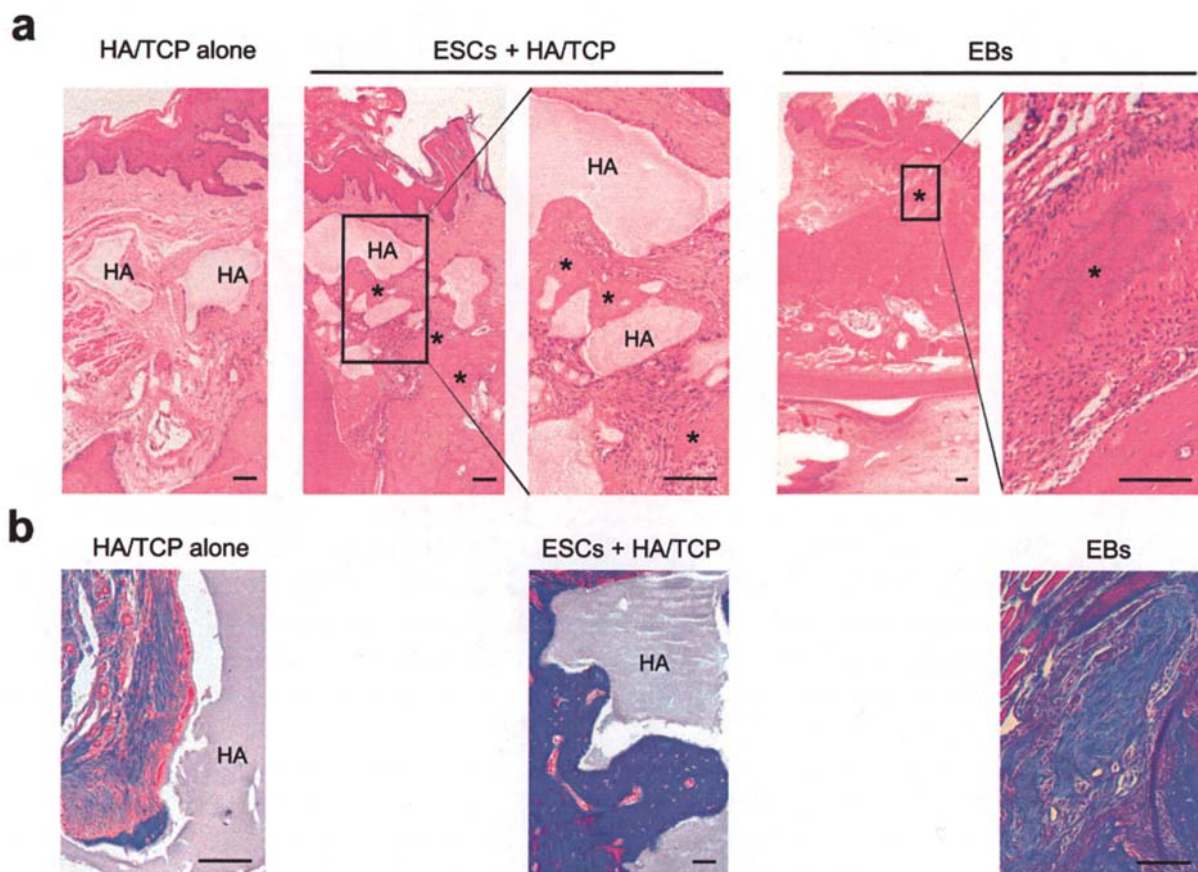 a
HA/TCP alone
ESCs + HA/TCP
EBs
HA
HA
HA
*
*
*
HA
*
*
HA
*
*
*
b
HA/TCP alone
ESCs + HA/TCP
EBs
HA
HA